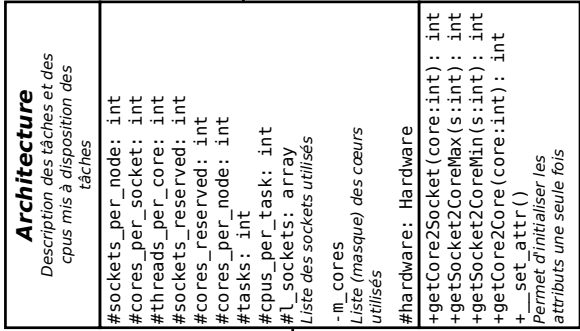 Architecture
Description des tâches et des
cpus mis à disposition des
tâches
#sockets_per_node: int
#cores_per_socket: int
#threads_per_core: int
#sockets_reserved: int
#cores_reserved: int
#cores_per_node: int
#tasks: int
#cpus_per_task: int
#l_sockets: array
Liste des sockets utilisés
-m_cores
Liste (masque) des cœurs
utilisés
#hardware: Hardware
+getCore2Socket(core:int): int
+getSocket2CoreMax(s:int): int
+getSocket2CoreMin(s:int): int
+getCore2Core(core:int): int
+__set_attr()
Permet d'initialiser les
attributs une seule fois